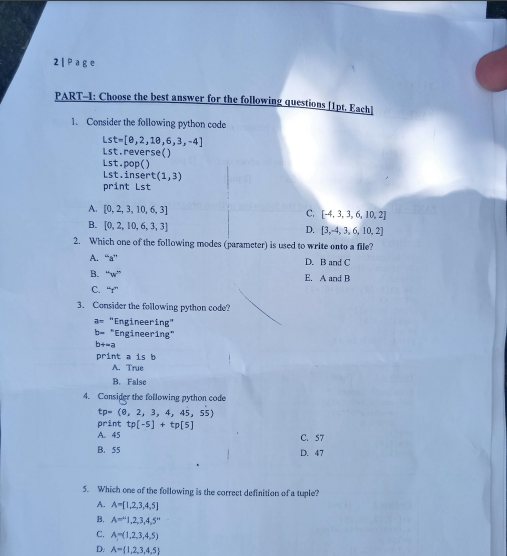 2 | P a g e
PART–I: Choose the best answer for the following questions [1pt. Each]
1. Consider the following python code
Lst=[0,2,10,6,3,-4]
Lst.reverse()
Lst.pop()
Lst.insert(1,3)
print Lst
A. [0, 2, 3, 10, 6, 3]
B. [0, 2, 10, 6, 3, 3]
C. [-4, 3, 3, 6, 10, 2]
D. [3,-4, 3, 6, 10, 2]
2. Which one of the following modes (parameter) is used to write onto a file?
A. “a”
B. “w”
C. “r”
D. B and C
E. A and B
3. Consider the following python code?
a= "Engineering"
b= "Engineering"
b+=a
print a is b
A. True
B. False
4. Consider the following python code
tp= (0, 2, 3, 4, 45, 55)
print tp[-5] + tp[5]
A. 45
B. 55
C. 57
D. 47
5. Which one of the following is the correct definition of a tuple?
A. A=[1,2,3,4,5]
B. A="1,2,3,4,5"
C. A=(1,2,3,4,5)
D. A={1,2,3,4,5}